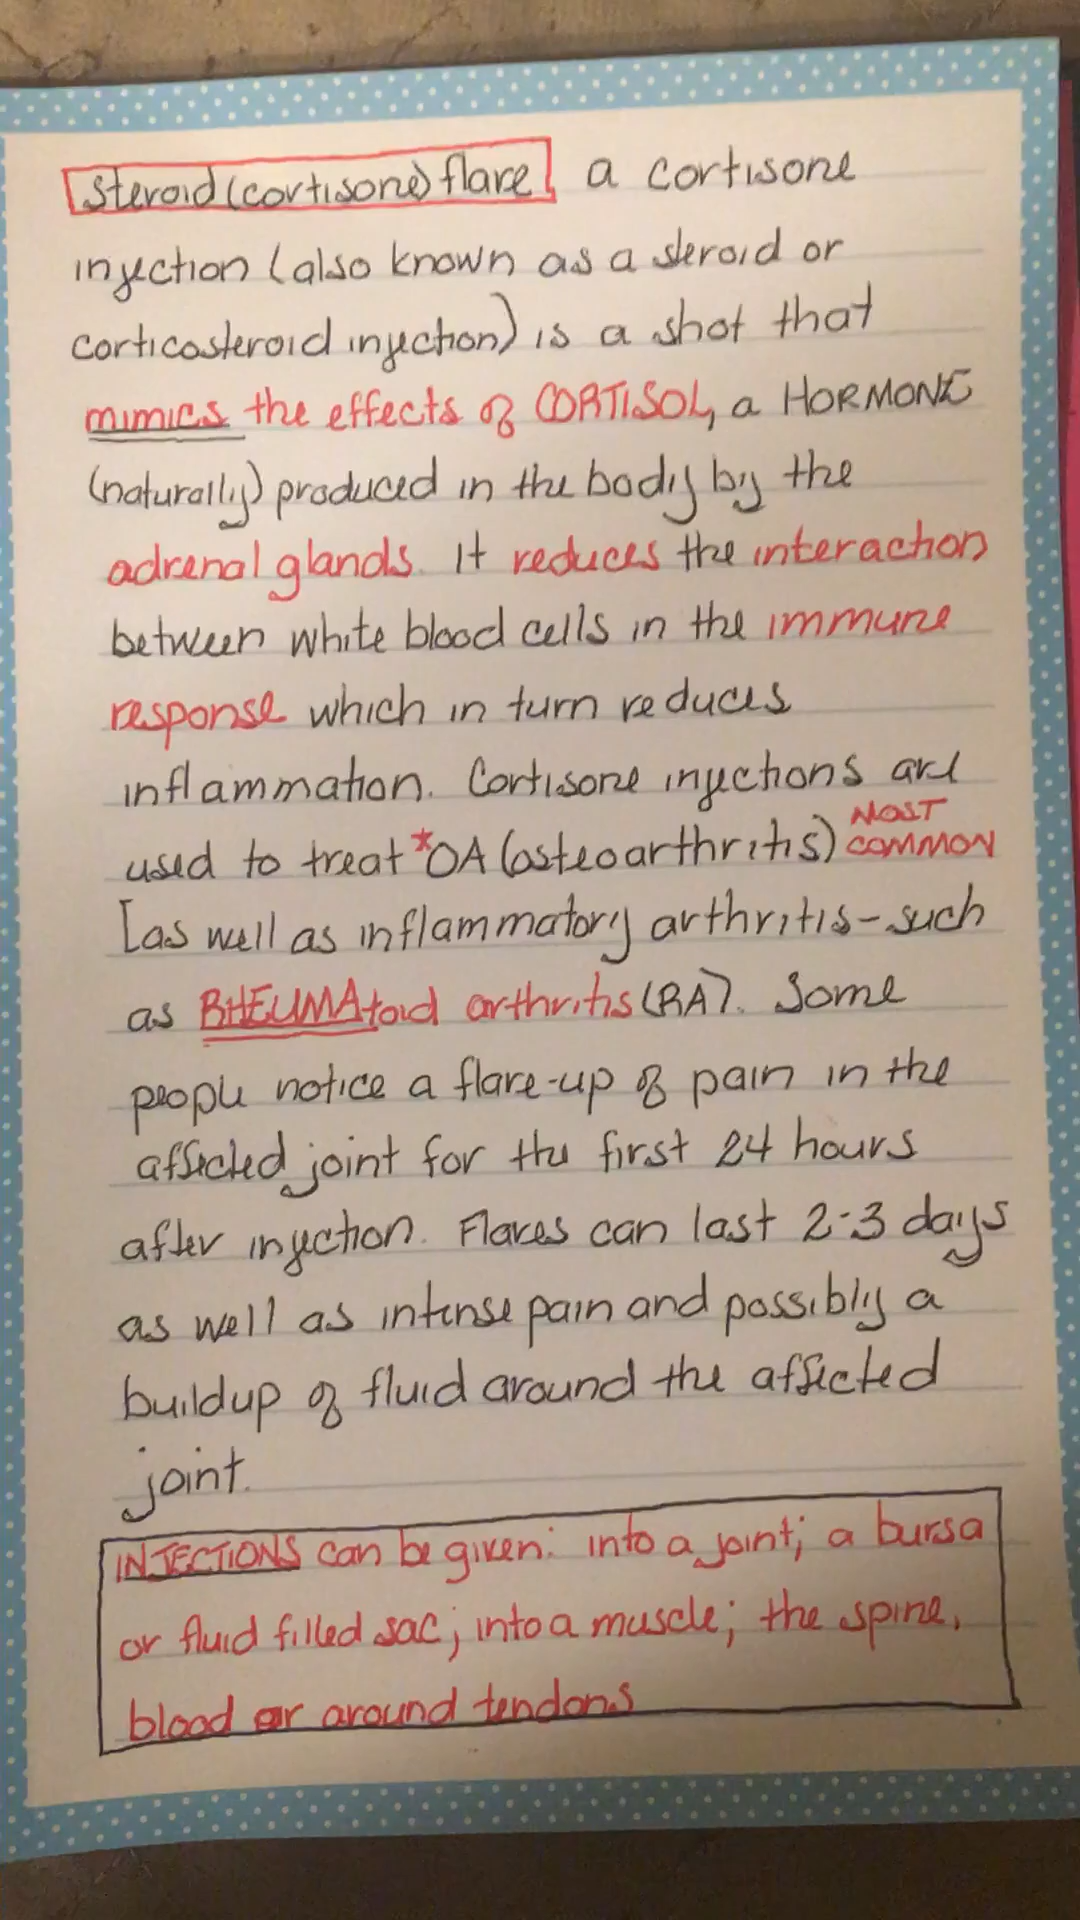 steroid (cortisone) flare a cortisone
injection (also known as a steroid or
corticosteroid injection) is a shot that
mimics the effects of CORTISOL, a HORMONE
(naturally) produced in the body by the
adrenal glands. It reduces the interaction
between white blood cells in the immune
response which in turn reduces
inflammation. Cortisone injections are
used to treat *OA (osteoarthritis) MOST COMMON
[as well as inflammatory arthritis - such
as RHEUMAtoid arthritis (RA]. Some
people notice a flare-up of pain in the
affected joint for the first 24 hours
after injection. Flares can last 2-3 days
as well as intense pain and possibly a
buildup of fluid around the affected
joint.
INJECTIONS can be given: into a joint; a bursa
or fluid filled sac; into a muscle; the spine,
blood or around tendons